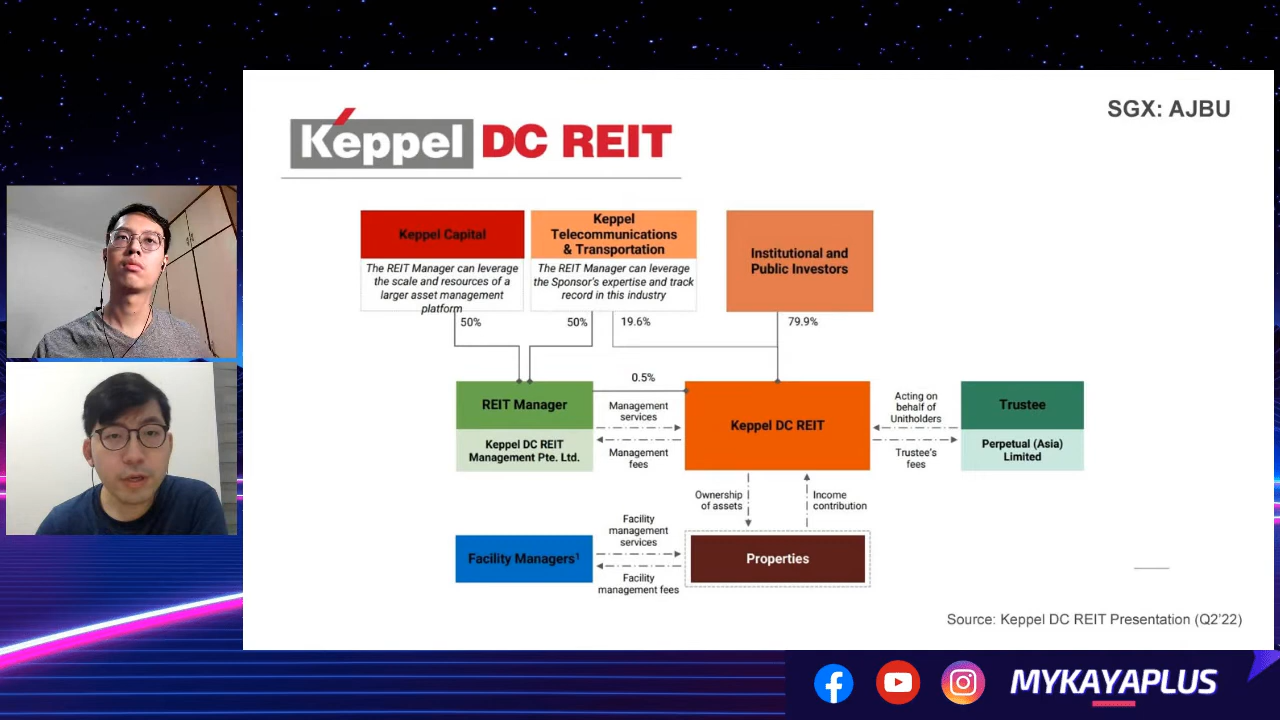 SGX: AJBU
Keppel DC REIT
Keppel Capital
The REIT Manager can leverage
the scale and resources of a
larger asset management
platform
Keppel
Telecommunications
& Transportation
The REIT Manager can leverage
the Sponsor's expertise and track
record in this industry
Institutional and
Public Investors
50%
50%
19.6%
79.9%
0.5%
REIT Manager
Keppel DC REIT
Management Pte. Ltd.
Management
services
Management
fees
Keppel DC REIT
Acting on
behalf of
Unitholders
Trustee's
fees
Trustee
Perpetual (Asia)
Limited
Ownership
of assets
Income
contribution
Facility Managers¹
Facility
management
services
Facility
management fees
Properties
Source: Keppel DC REIT Presentation (Q2'22)
MYKAYAPLUS